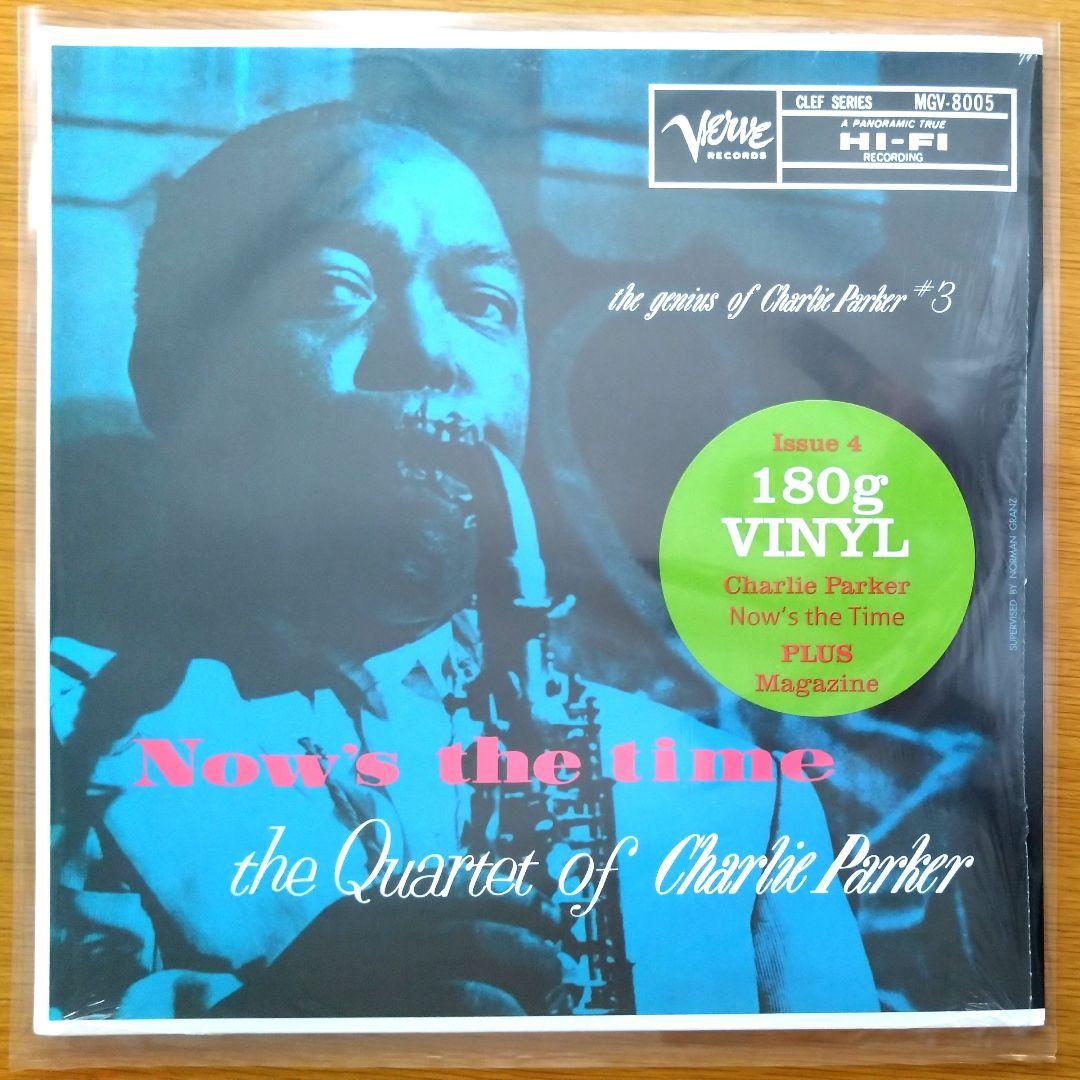 Verve
RECORDS
CLEF SERIES MGV-8005
A PANORAMIC TRUE
HI-FI
RECORDING
the genius of Charlie Parker #3
Issue 4
180g
VINYL
Charlie Parker
Now's the Time
PLUS
Magazine
SUPERVISED BY NORMAN GRANZ
Now's the time
the Quartet of Charlie Parker